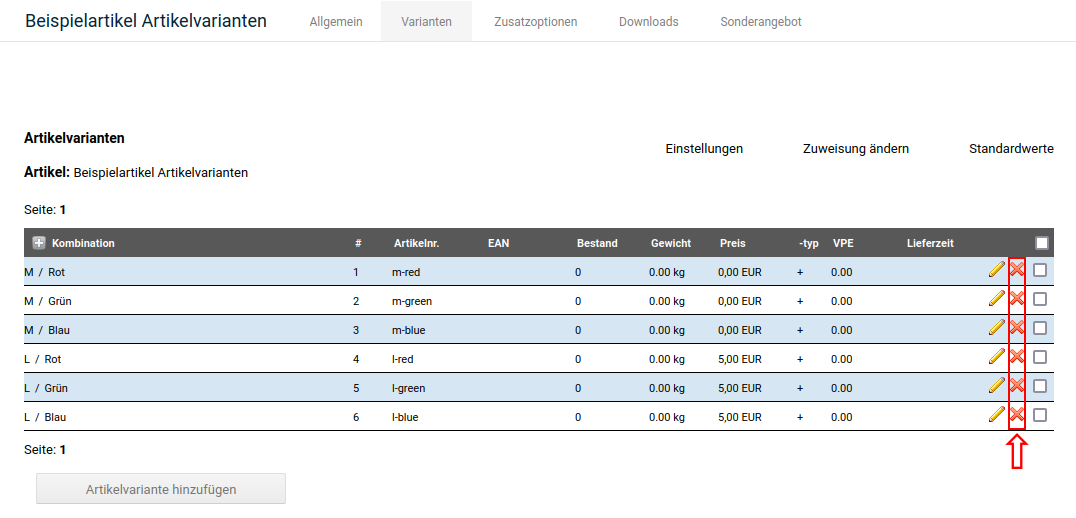 Beispielartikel Artikelvarianten Allgemein Varianten Zusatzoptionen Downloads Sonderangebot
Artikelvarianten
Einstellungen Zuweisung ändern Standardwerte
Artikel: Beispielartikel Artikelvarianten
Seite: 1
Kombination # Artikelnr. EAN Bestand Gewicht Preis -typ VPE Lieferzeit
M / Rot 1 m-red 0 0.00 kg 0,00 EUR + 0.00
M / Grün 2 m-green 0 0.00 kg 0,00 EUR + 0.00
M / Blau 3 m-blue 0 0.00 kg 0,00 EUR + 0.00
L / Rot 4 l-red 0 0.00 kg 5,00 EUR + 0.00
L / Grün 5 l-green 0 0.00 kg 5,00 EUR + 0.00
L / Blau 6 l-blue 0 0.00 kg 5,00 EUR + 0.00
Seite: 1
Artikelvariante hinzufügen